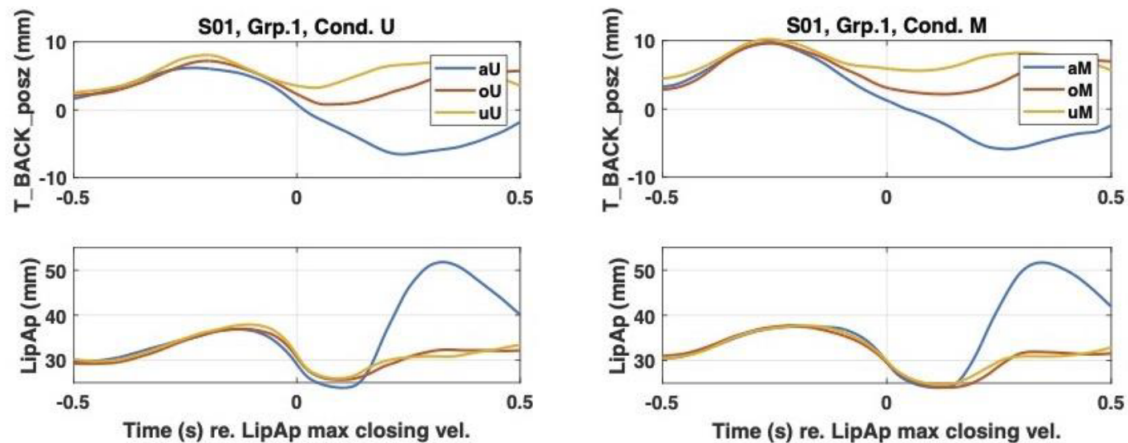 S01, Grp.1, Cond. U
T_BACK_posz (mm)
10
0
-10
-0.5
0
0.5
aU
oU
uU
LipAp (mm)
50
40
30
-0.5
0
0.5
Time (s) re. LipAp max closing vel.
S01, Grp.1, Cond. M
T_BACK_posz (mm)
10
0
-10
-0.5
0
0.5
aM
oM
uM
LipAp (mm)
50
40
30
-0.5
0
0.5
Time (s) re. LipAp max closing vel.